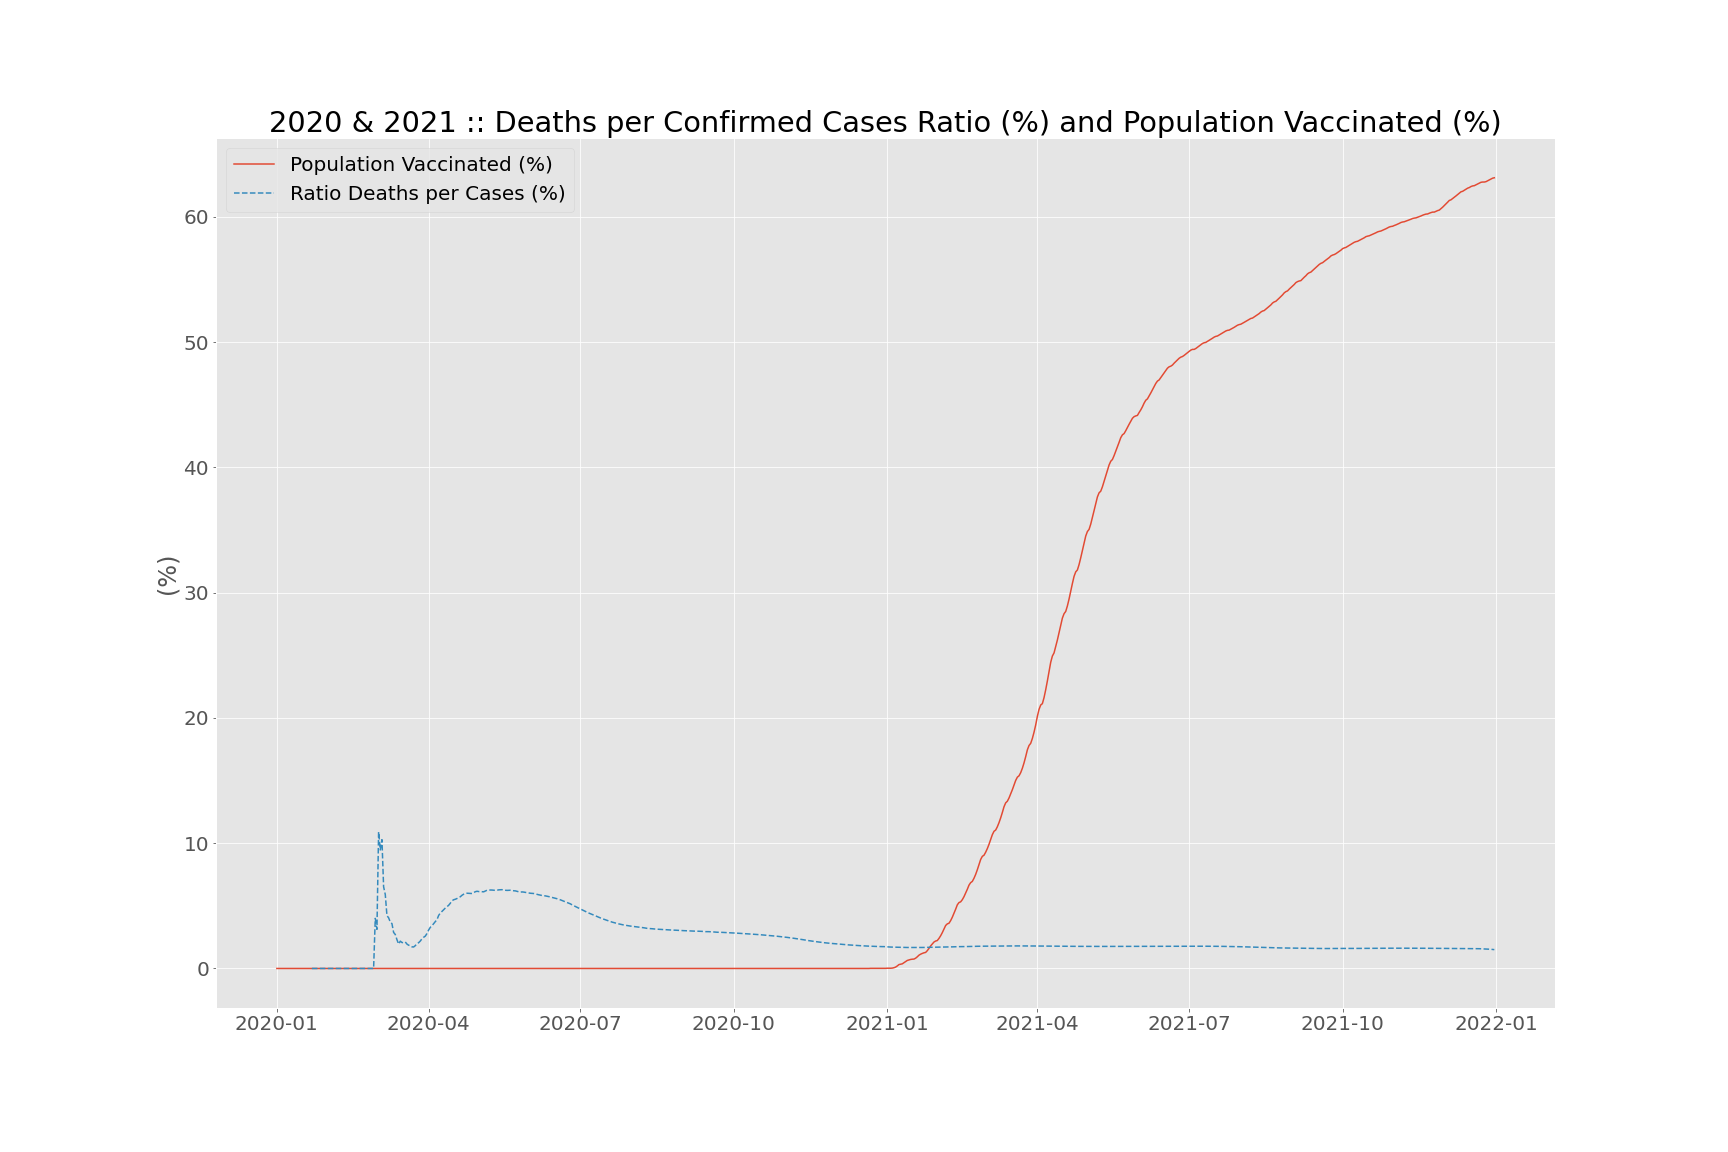 2020 & 2021 :: Deaths per Confirmed Cases Ratio (%) and Population Vaccinated (%)
Population Vaccinated (%)
Ratio Deaths per Cases (%)
60
50
40
30
20
10
0
(%)
2020-01 2020-04 2020-07 2020-10 2021-01 2021-04 2021-07 2021-10 2022-01